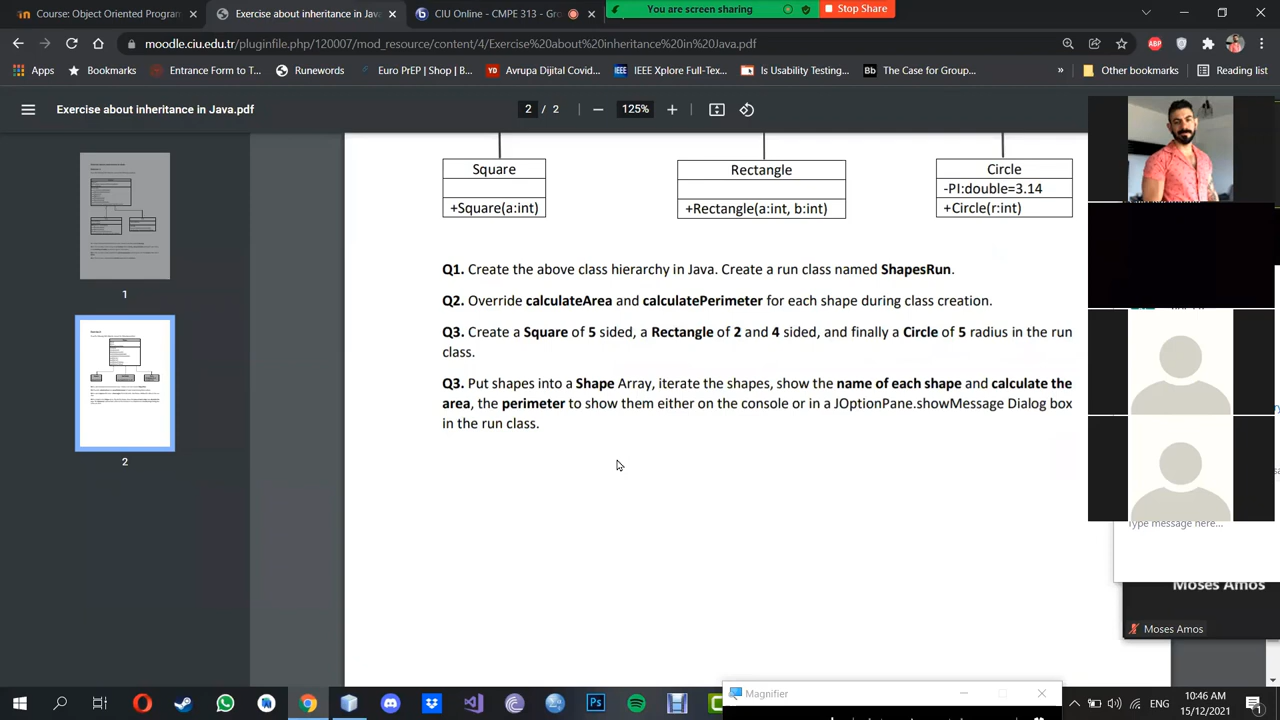 Course: Object Oriented Progra
Exercise about inheritance in Jav
CIU Online - CMPE 313 - Gro
You are screen sharing
Stop Share
moodle.ciu.edu.tr/pluginfile.php/120007/mod_resource/content/4/Exercise%20about%20inheritance%20in%20Java.pdf
Apps
Bookmarks
Entrance Form to T...
Runewords
Pro PrEP | Shop | B...
YD Avrupa Dijital Covid...
IEEE IEEE Xplore Full-Tex...
Is Usability Testing...
Bb The Case for Group...
»
Other bookmarks
Reading list
Exercise about inheritance in Java.pdf
2 / 2
125%
1
2
Square
+Square(a:int)
Rectangle
+Rectangle(a:int, b:int)
Circle
-PI:double=3.14
+Circle(r:int)
Q1. Create the above class hierarchy in Java. Create a run class named ShapesRun.
Q2. Override calculateArea and calculatePerimeter for each shape during class creation.
Q3. Create a Square of 5 sided, a Rectangle of 2 and 4 sided, and finally a Circle of 5 radius in the run
class.
Q3. Put shapes into a Shape Array, iterate the shapes, show the name of each shape and calculate the
area, the perimeter to show them either on the console or in a JOptionPane.showMessage Dialog box
in the run class.
Type message here...
Moses Amos
Moses Amos
Magnifier
Ps
ENG
10:46 AM
15/12/2021
1